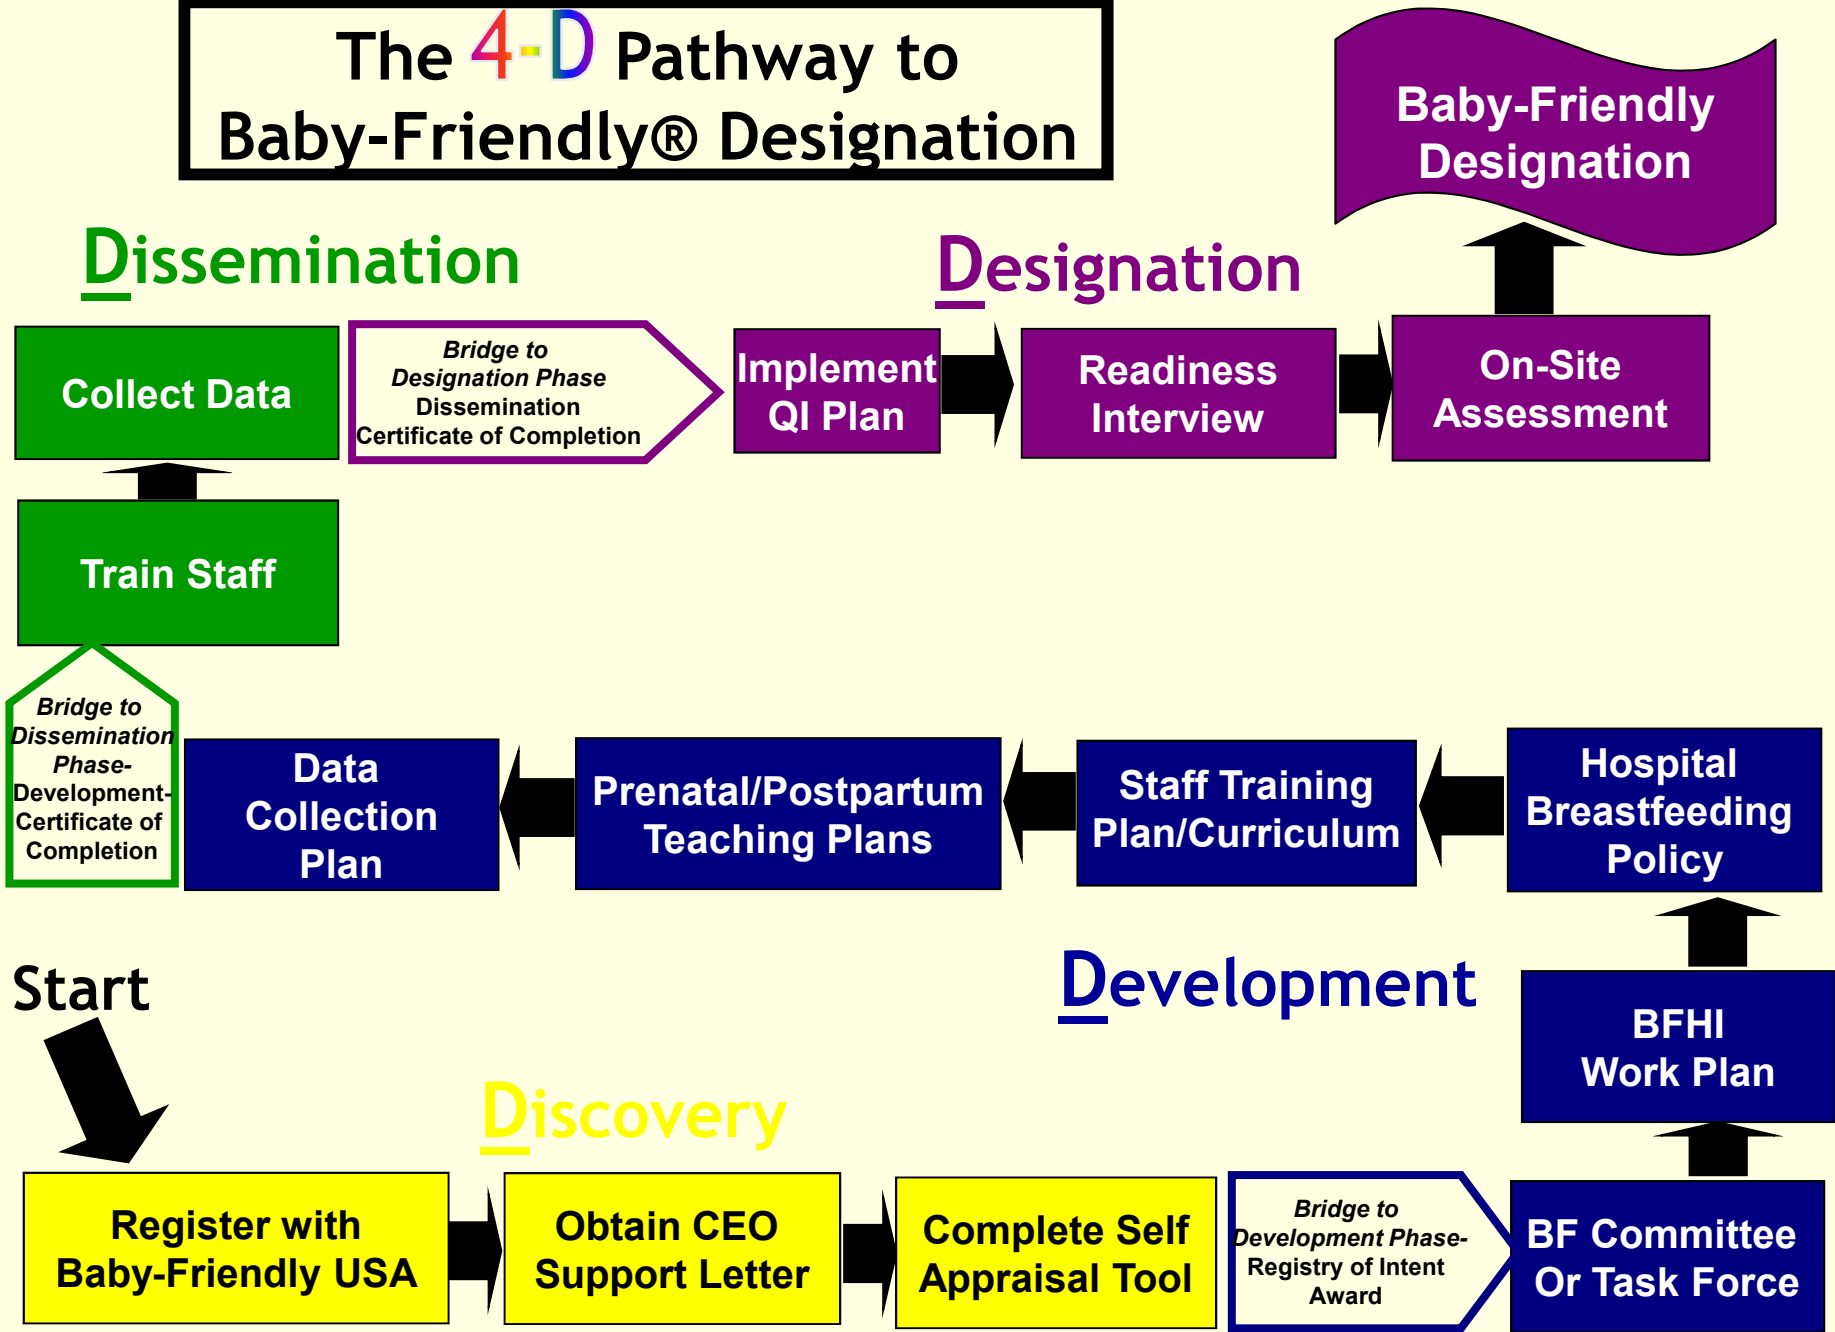 The 4-D Pathway to
Baby-Friendly® Designation
Baby-Friendly
Designation
Dissemination
Designation
Collect Data
Bridge to
Designation Phase
Dissemination
Certificate of Completion
Implement
QI Plan
Readiness
Interview
On-Site
Assessment
Train Staff
Bridge to
Dissemination
Phase-
Development-
Certificate of
Completion
Data
Collection
Plan
Prenatal/Postpartum
Teaching Plans
Staff Training
Plan/Curriculum
Hospital
Breastfeeding
Policy
Start
Development
BFHI
Work Plan
Discovery
Register with
Baby-Friendly USA
Obtain CEO
Support Letter
Complete Self
Appraisal Tool
Bridge to
Development Phase-
Registry of Intent
Award
BF Committee
Or Task Force